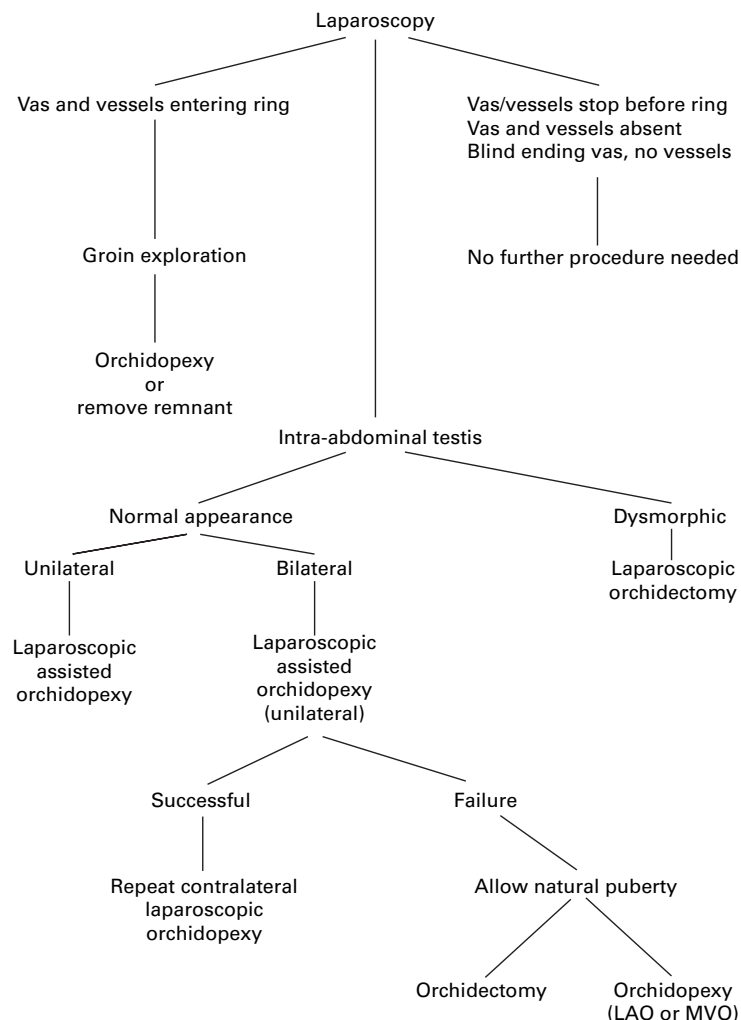 Laparoscopy
Vas and vessels entering ring
Vas/vessels stop before ring
Vas and vessels absent
Blind ending vas, no vessels
Groin exploration
No further procedure needed
Orchidopexy
or
remove remnant
Intra-abdominal testis
Normal appearance
Dysmorphic
Unilateral
Bilateral
Laparoscopic
orchidectomy
Laparoscopic
assisted
orchidopexy
Laparoscopic
assisted
orchidopexy
(unilateral)
Successful
Failure
Repeat contralateral
laparoscopic
orchidopexy
Allow natural puberty
Orchidectomy
Orchidopexy
(LAO or MVO)